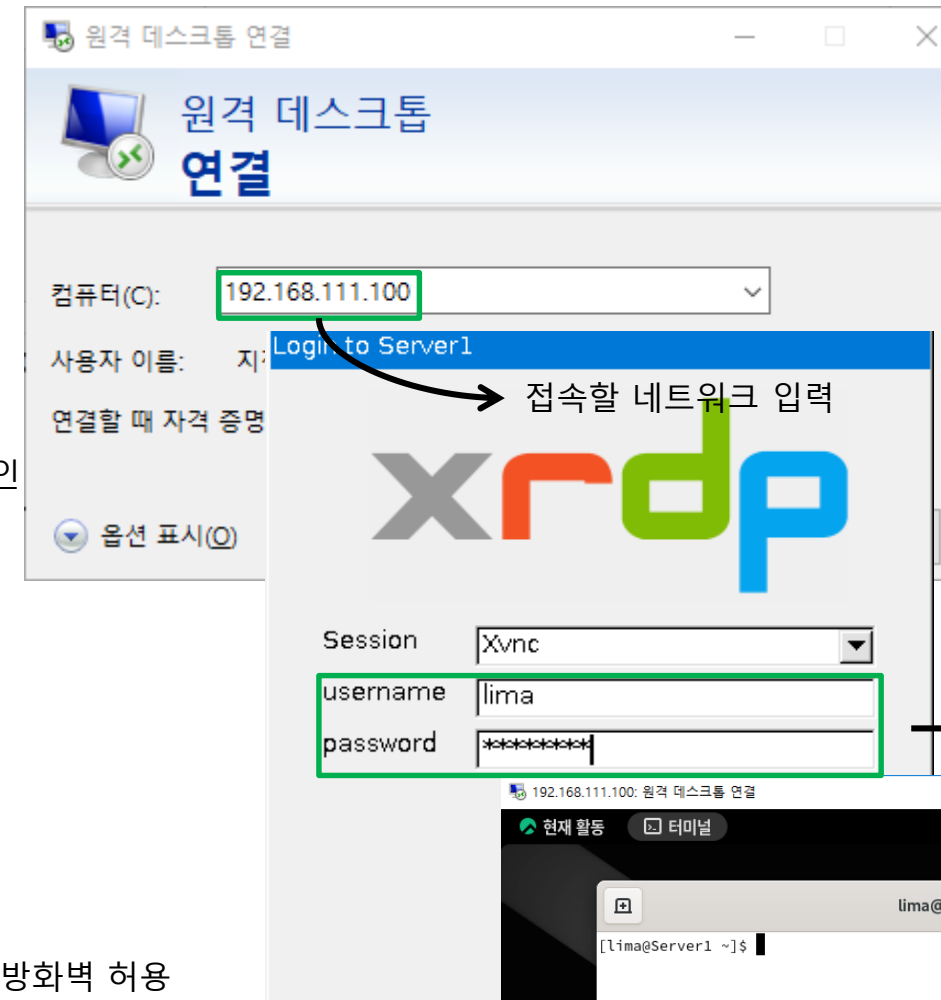 원격 데스크톱 연결
원격 데스크톱
연결
컴퓨터(C):
192.168.111.100
사용자 이름:
Login to Server1
접속할 네트워크 입력
연결할 때 자격 증명
인
xrdp
옵션 표시(O)
Session
Xvnc
username
lima
password
*********
192.168.111.100: 원격 데스크톱 연결
현재 활동
터미널
lima@
[lima@Server1 ~]$
방화벽 허용